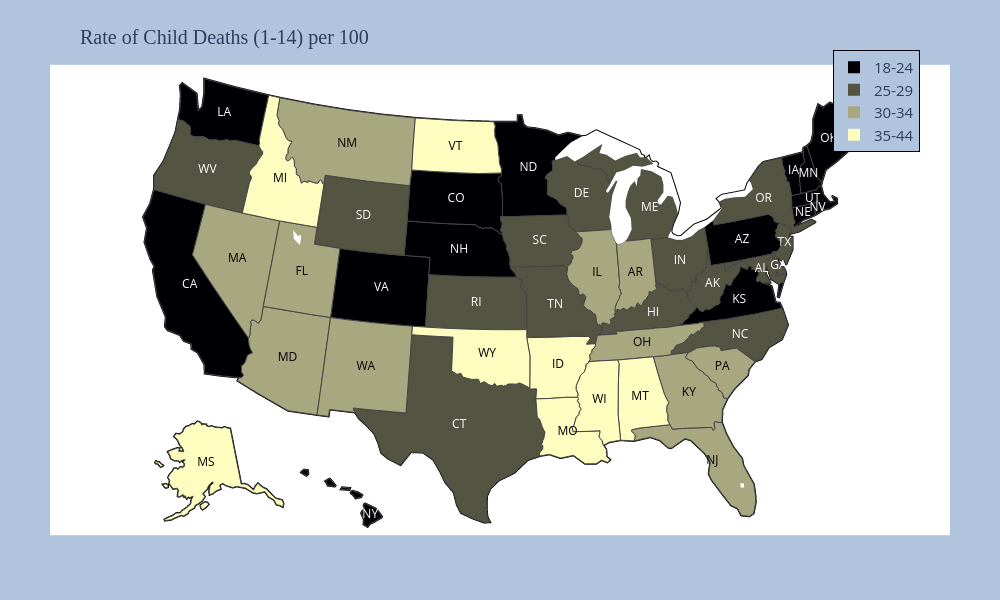 Rate of Child Deaths (1-14) per 100
18-24
25-29
30-34
35-44
LA
NM
VT
ND
WV
MI
SD
CO
DE
ME
OR
IA
MN
UT
NV
NE
MA
FL
NH
SC
AZ
TX
CA
VA
IL
AR
IN
AL
GA
AK
KS
RI
TN
HI
NC
MD
WA
WY
ID
OH
PA
WI
MT
KY
CT
MO
MS
NJ
NY